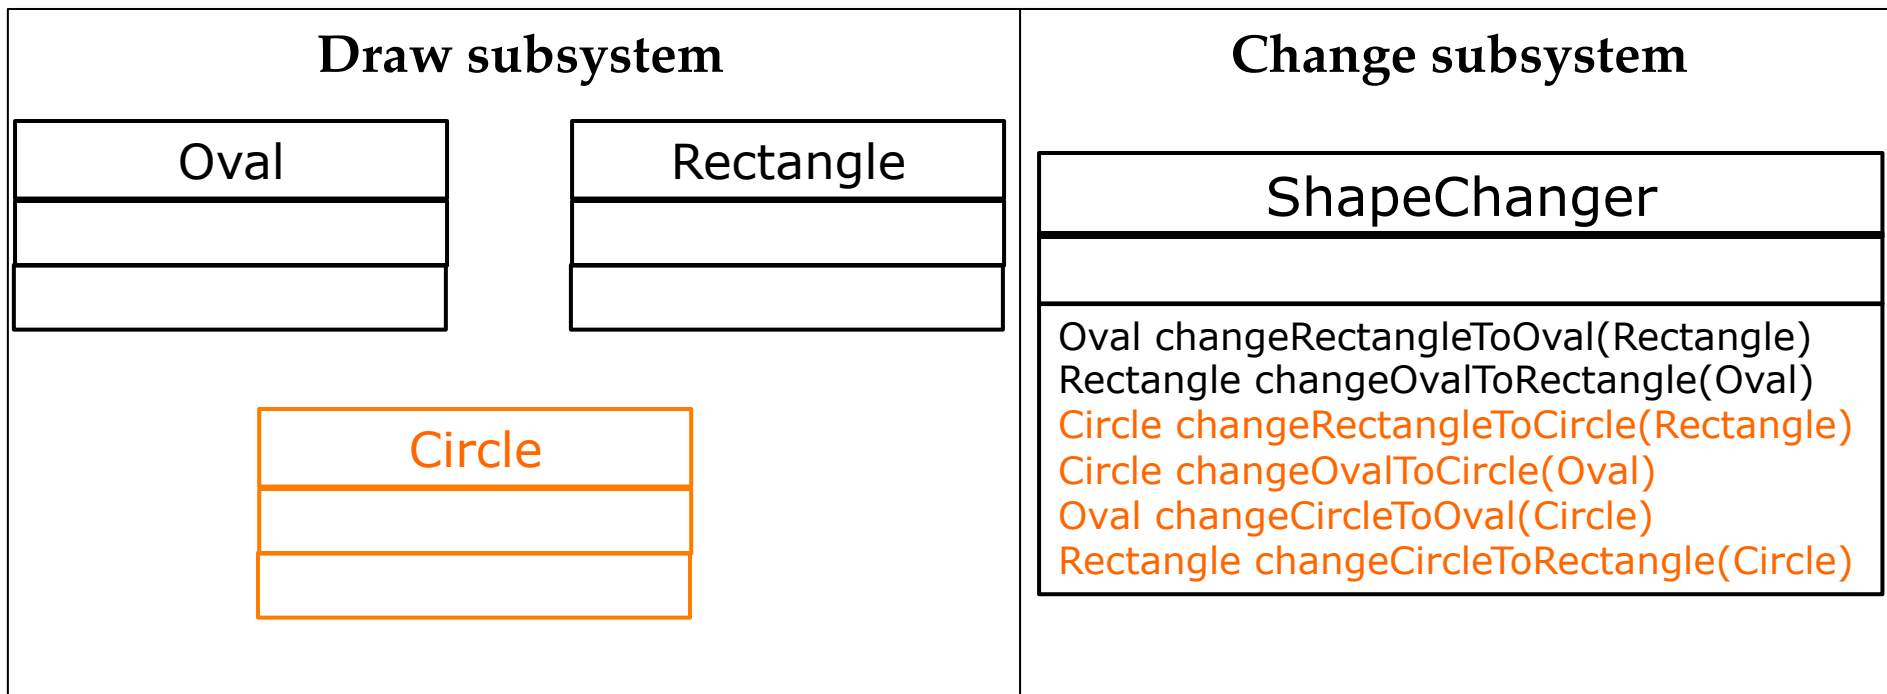 Draw subsystem
Change subsystem
Oval
Rectangle
Circle
ShapeChanger
Oval changeRectangleToOval(Rectangle)
Rectangle changeOvalToRectangle(Oval)
Circle changeRectangleToCircle(Rectangle)
Circle changeOvalToCircle(Oval)
Oval changeCircleToOval(Circle)
Rectangle changeCircleToRectangle(Circle)